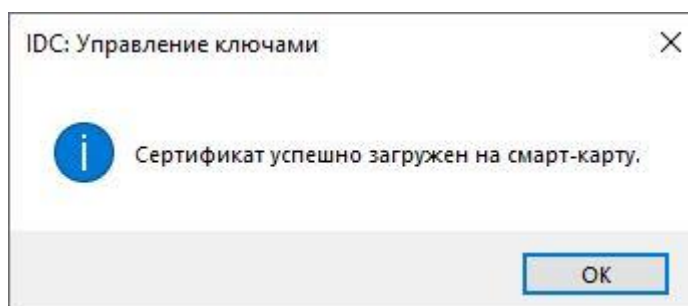 IDC: Управление ключами
Сертификат успешно загружен на смарт-карту.
OK